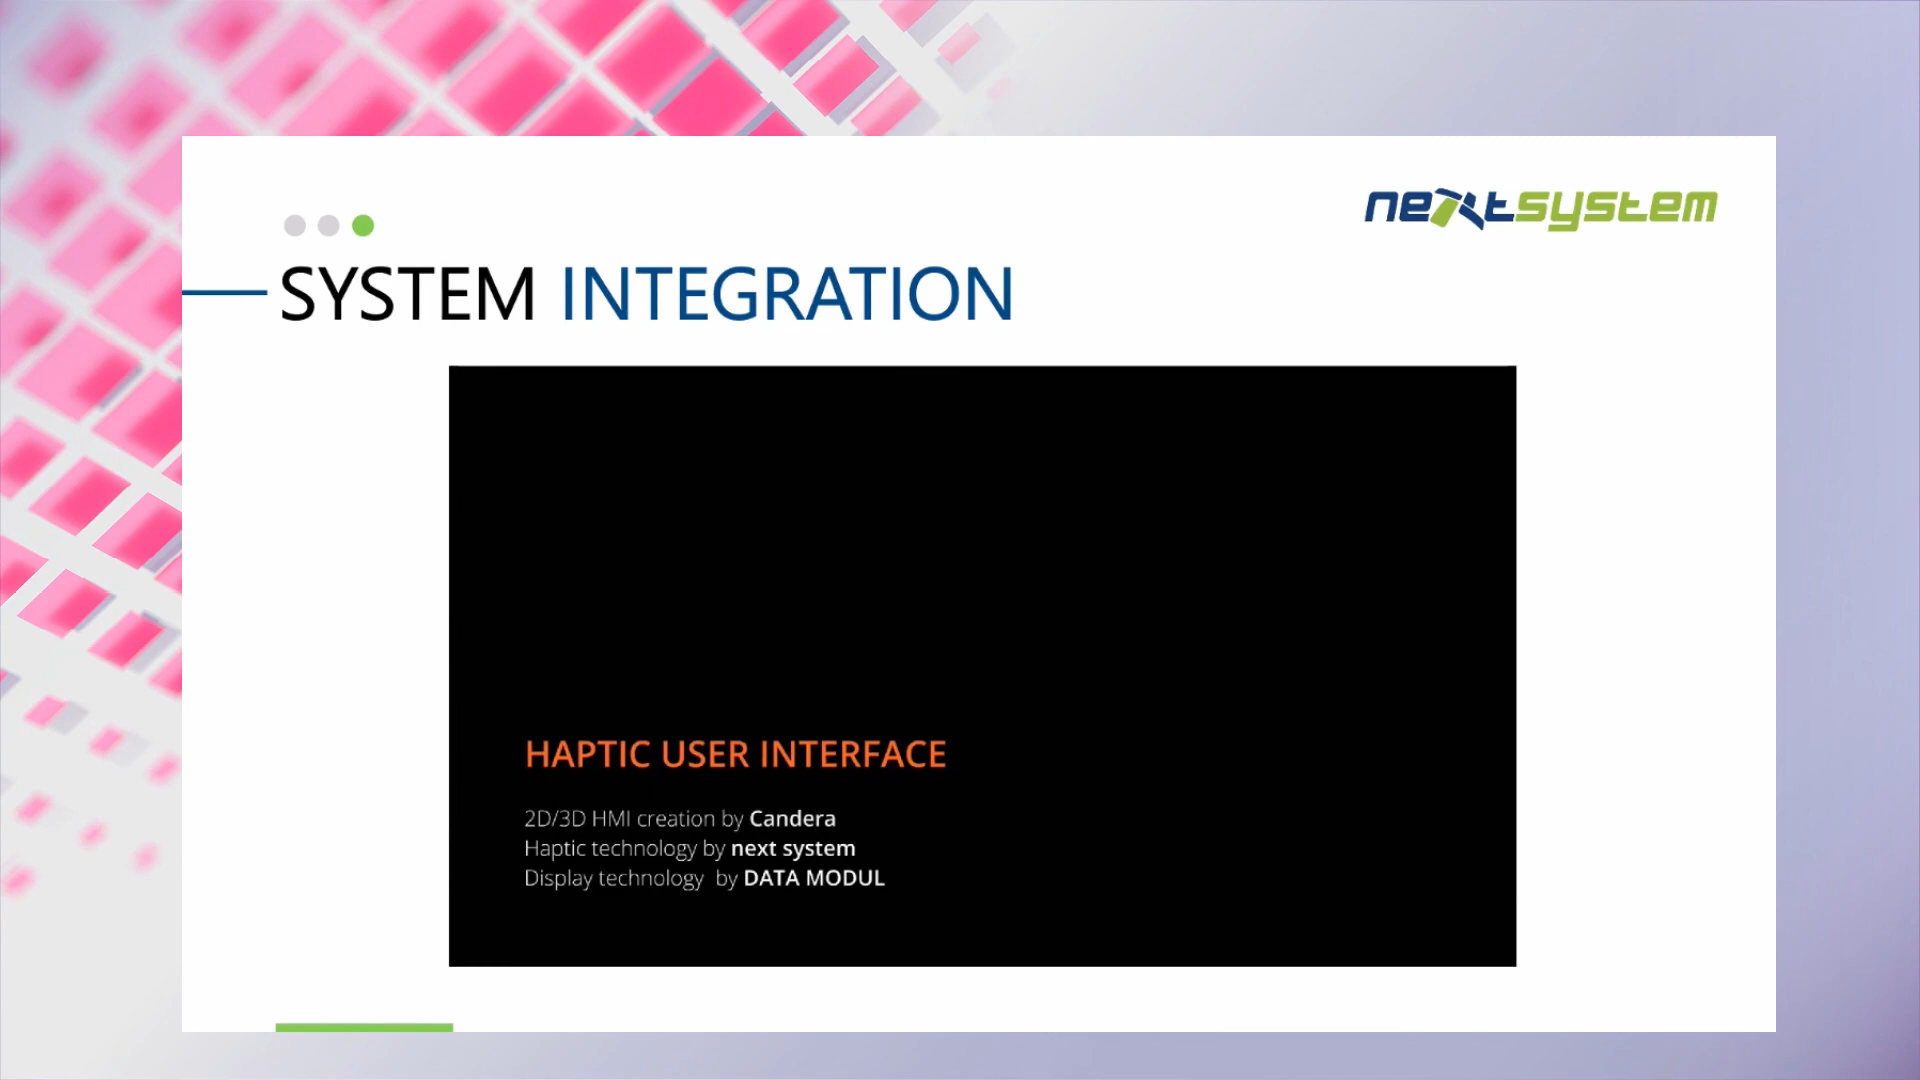 nextsystem
SYSTEM INTEGRATION
HAPTIC USER INTERFACE
2D/3D HMI creation by Candera
Haptic technology by next system
Display technology by DATA MODUL